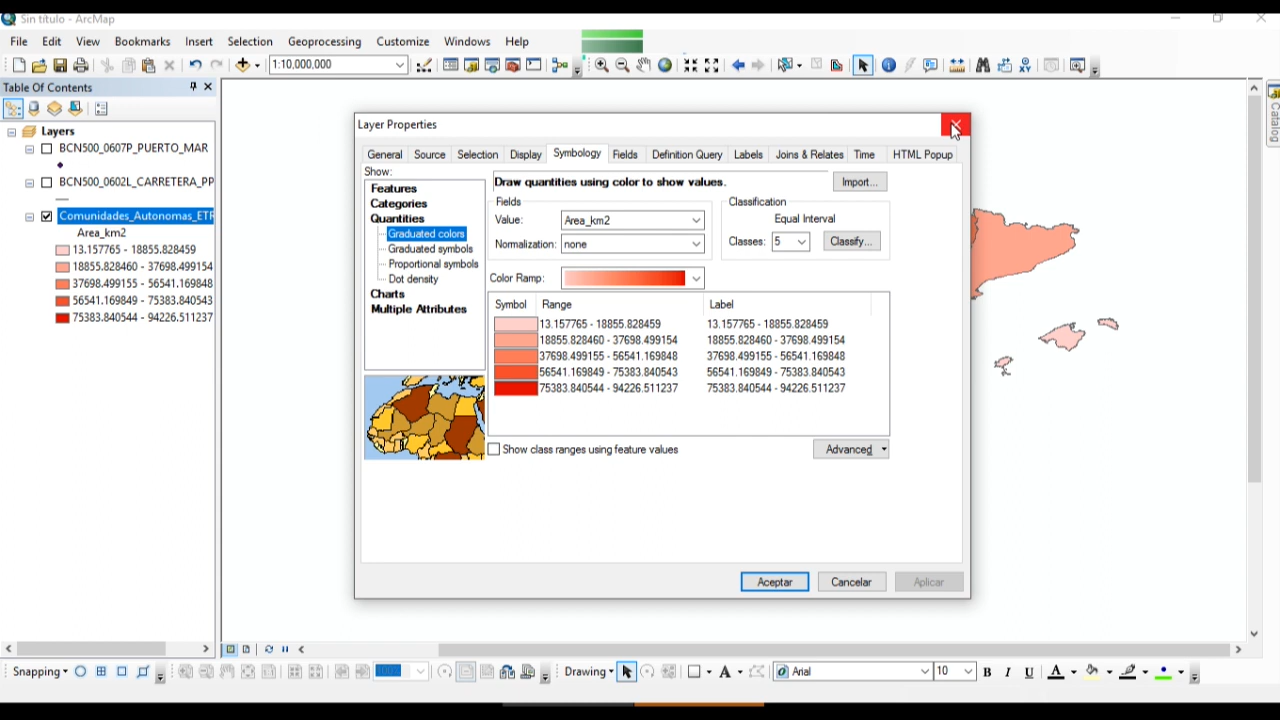 Sin título - ArcMap
File Edit View Bookmarks Insert Selection Geoprocessing Customize Windows Help
1:10.000.000
Table Of Contents
Catalog
Layers
BCN500_0607P_PUERTO_MAR
BCN500_0602L_CARRETERA_PP
Comunidades_Autonomas_ETR
Area_km2
13.157765 - 18855.828459
18855.828460 - 37698.499154
37698.499155 - 56541.169848
56541.169849 - 75383.840543
75383.840544 - 94226.511237
Layer Properties
General Source Selection Display Symbology Fields Definition Query Labels Joins & Relates Time HTML Popup
Show:
Features
Categories
Quantities
Graduated colors
Graduated symbols
Proportional symbols
Dot density
Charts
Multiple Attributes
Draw quantities using color to show values. Import...
Fields
Value: Area_km2
Normalization: none
Classification
Equal Interval
Classes: 5 Classify...
Color Ramp:
Symbol Range Label
13.157765 - 18855.828459 13.157765 - 18855.828459
18855.828460 - 37698.499154 18855.828460 - 37698.499154
37698.499155 - 56541.169848 37698.499155 - 56541.169848
56541.169849 - 75383.840543 56541.169849 - 75383.840543
75383.840544 - 94226.511237 75383.840544 - 94226.511237
Show class ranges using feature values Advanced
Aceptar Cancelar Aplicar
Snapping Drawing A Arial 10 B I U A